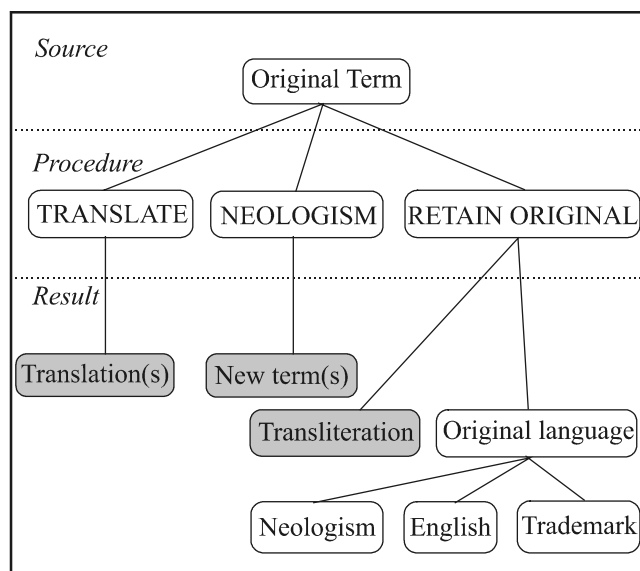 Source
Original Term
Procedure
TRANSLATE NEOLOGISM RETAIN ORIGINAL
Result
Translation(s) New term(s)
Transliteration Original language
Neologism English Trademark